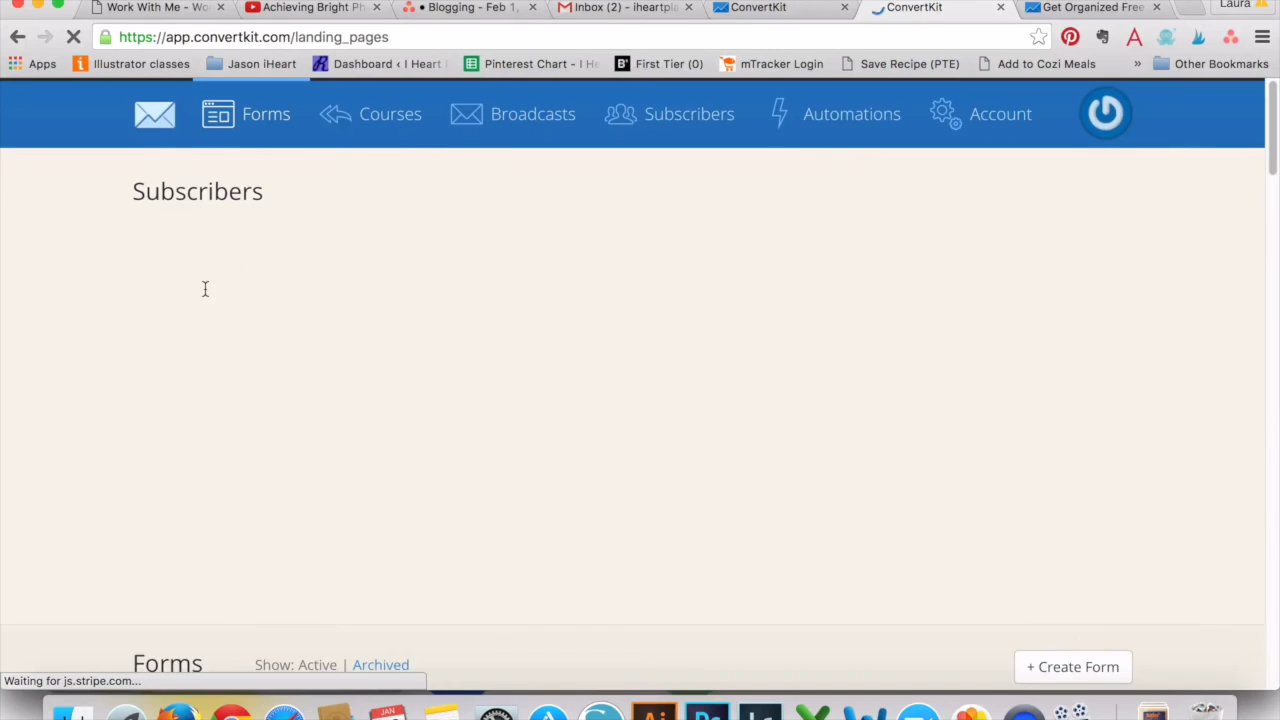 Work With Me - Wo
Achieving Bright Ph
• Blogging - Feb 1,
Inbox (2) - iheartpla
ConvertKit
ConvertKit
Get Organized Free
Laura
https://app.convertkit.com/landing_pages
Apps
Illustrator classes
Jason iHeart
Dashboard ‹ I Heart
Pinterest Chart - I He
First Tier (0)
mTracker Login
Save Recipe (PTE)
Add to Cozi Meals
»
Other Bookmarks
Forms
Courses
Broadcasts
Subscribers
Automations
Account
Subscribers
Forms
Show: Active | Archived
+ Create Form
Waiting for js.stripe.com...
JAN
Ai
Ps